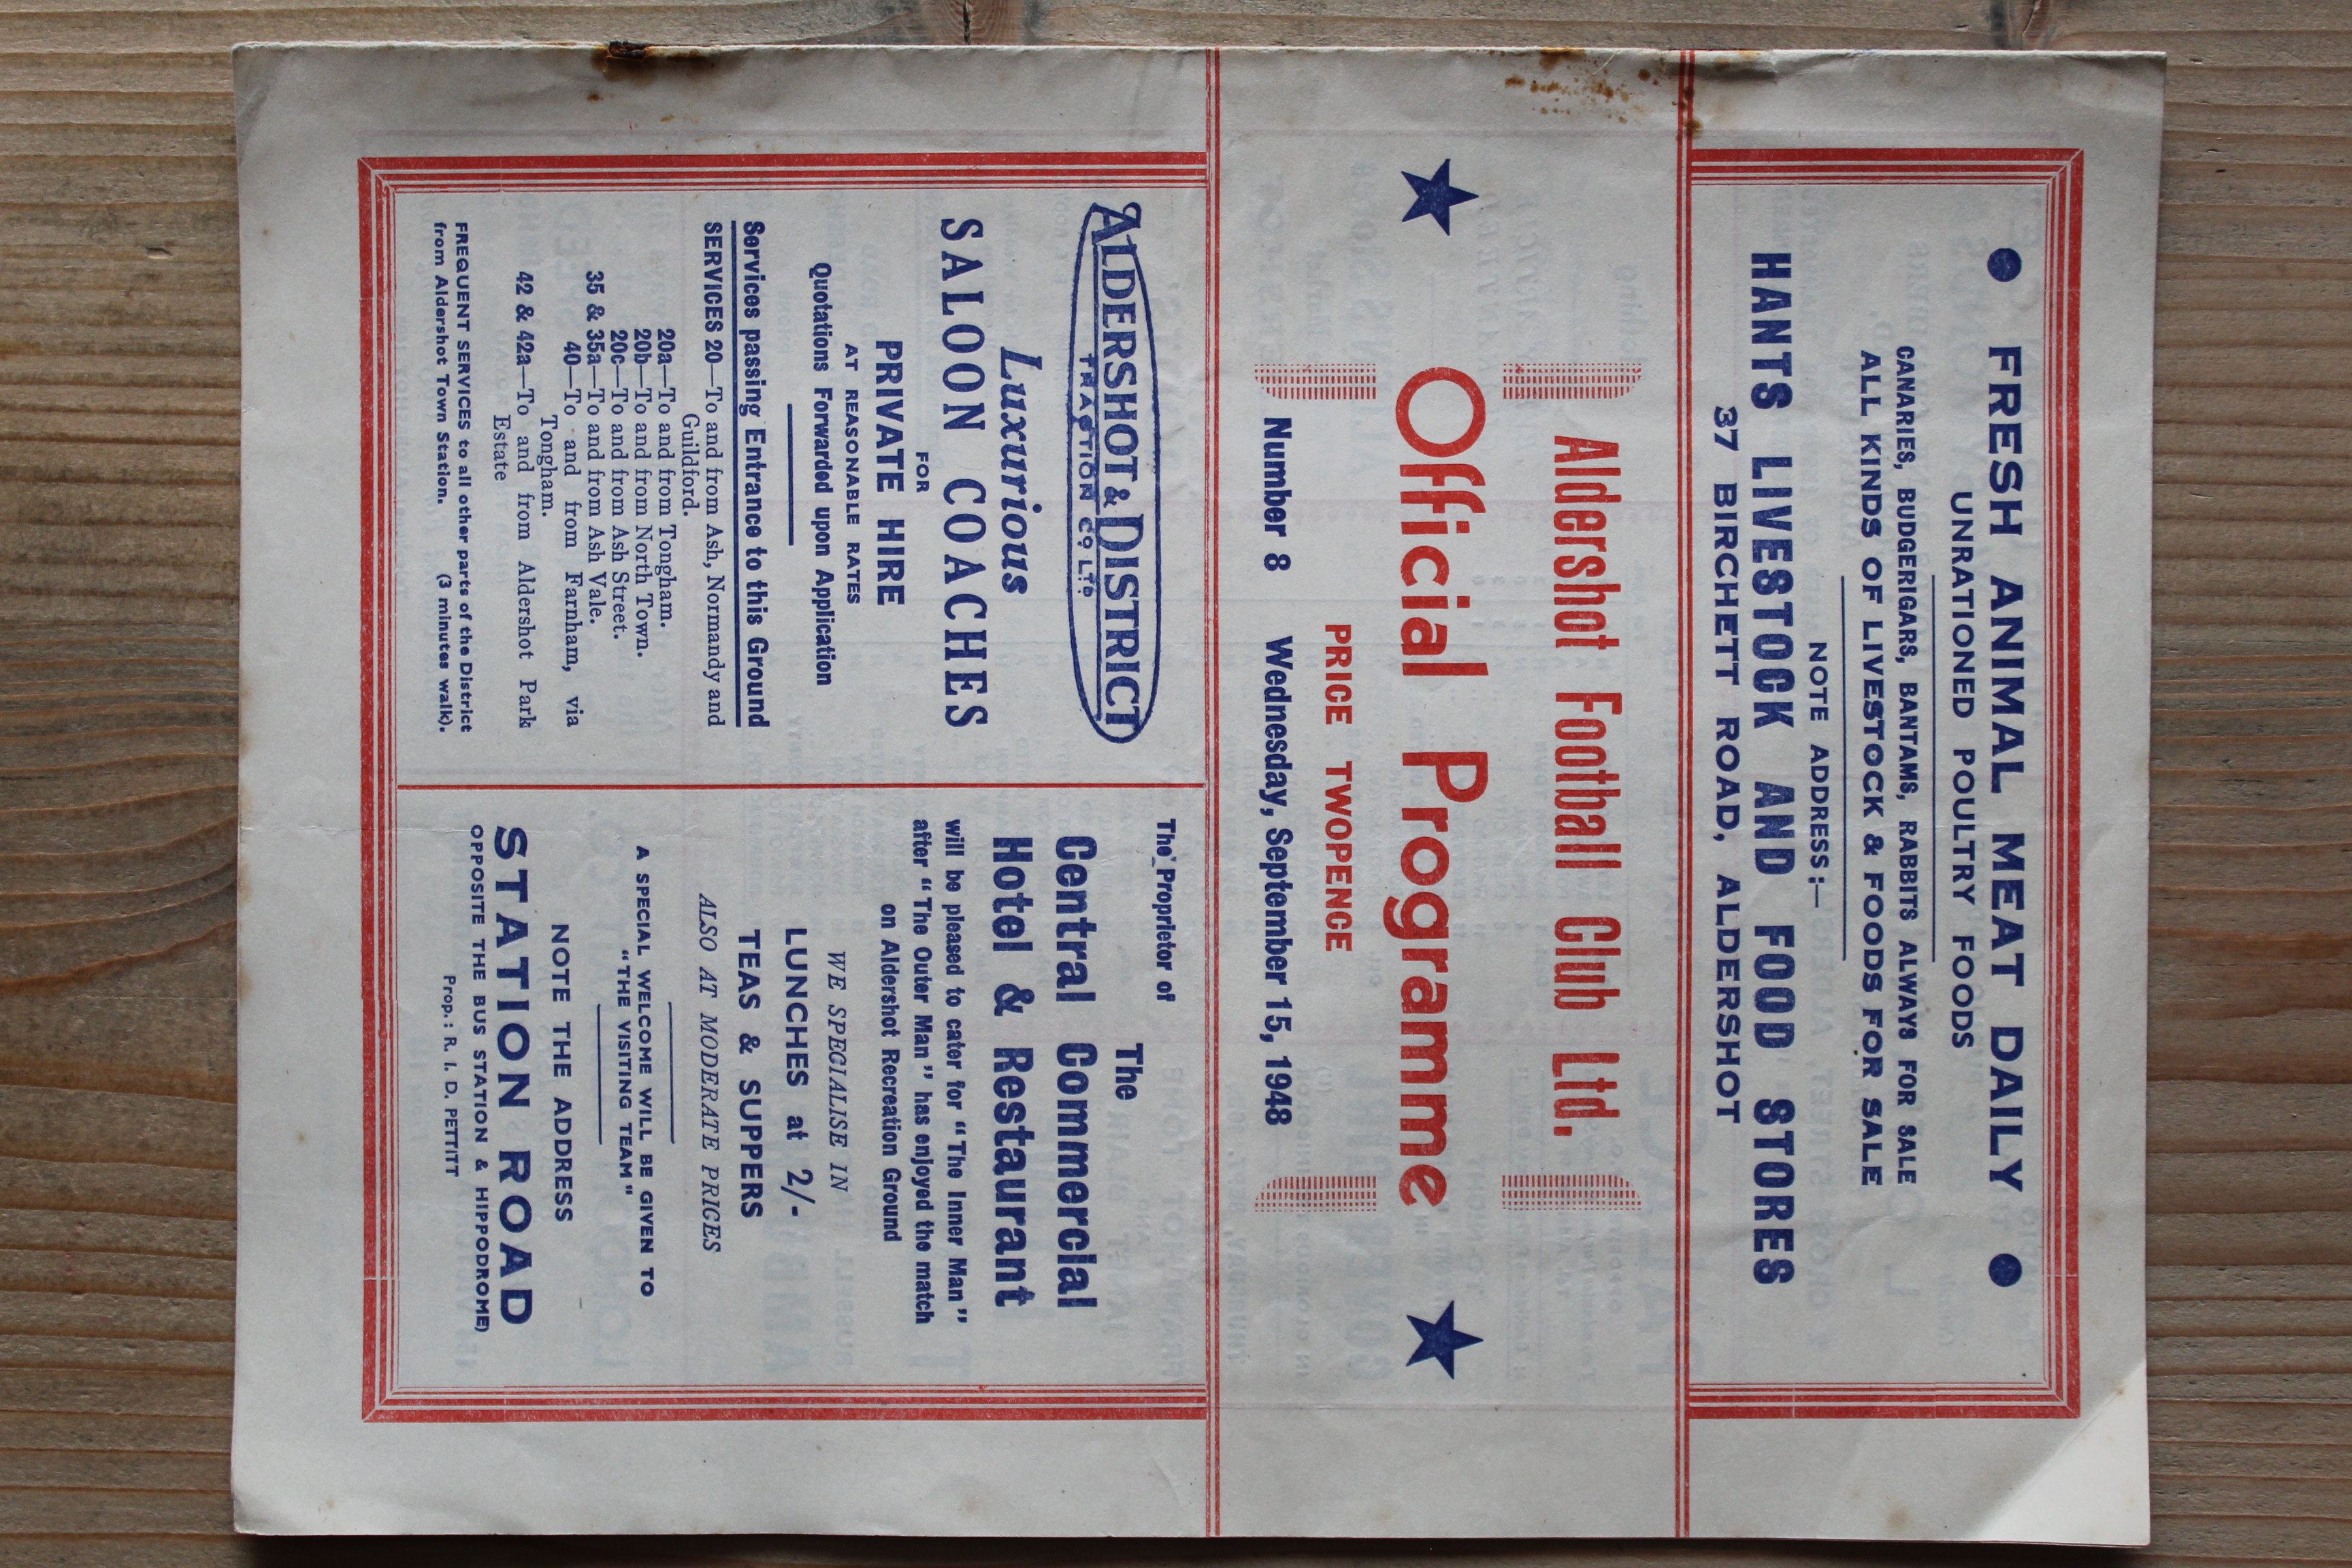 ● FRESH ANIMAL MEAT DAILY ●
UNRATIONED POULTRY FOODS
CANARIES, BUDGERIGARS, BANTAMS, RABBITS ALWAYS FOR SALE
ALL KINDS OF LIVESTOCK & FOODS FOR SALE
NOTE ADDRESS:—
HANTS LIVESTOCK AND FOOD STORES
37 BIRCHETT ROAD, ALDERSHOT
Aldershot Football Club Ltd.
Official Programme
PRICE TWOPENCE
Number 8 Wednesday, September 15, 1948
ALDERSHOT & DISTRICT
TRACTION CO LTD
Luxurious
SALOON COACHES
FOR
PRIVATE HIRE
AT REASONABLE RATES
Quotations Forwarded upon Application
Services passing Entrance to this Ground
SERVICES 20—To and from Ash, Normandy and
Guildford.
20a—To and from Tongham.
20b—To and from North Town.
20c—To and from Ash Street.
35 & 35a—To and from Ash Vale.
40—To and from Farnham, via
Tongham.
42 & 42a—To and from Aldershot Park
Estate
FREQUENT SERVICES to all other parts of the District
from Aldershot Town Station. (3 minutes walk).
The Proprietor of
The
Central Commercial
Hotel & Restaurant
will be pleased to cater for "The Inner Man"
after "The Outer Man" has enjoyed the match
on Aldershot Recreation Ground
WE SPECIALISE IN
LUNCHES at 2/-
TEAS & SUPPERS
ALSO AT MODERATE PRICES
A SPECIAL WELCOME WILL BE GIVEN TO
"THE VISITING TEAM"
NOTE THE ADDRESS
STATION ROAD
OPPOSITE THE BUS STATION & HIPPODROME)
Prop.: R. I. D. PETTITT